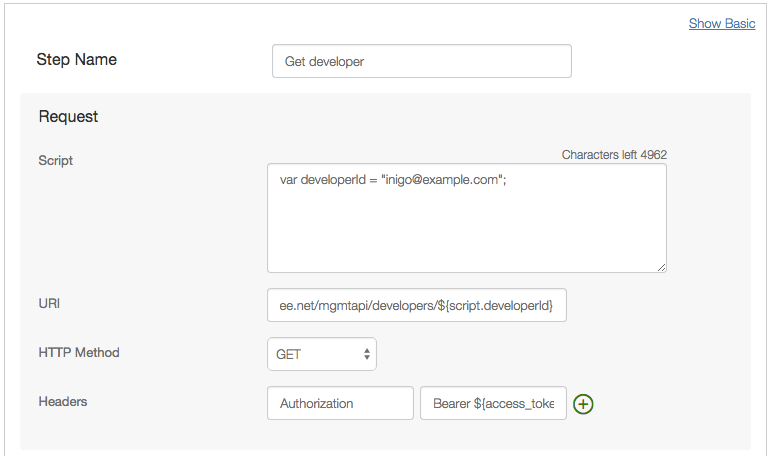 Show Basic
Step Name
Get developer
Request
Characters left 4962
Script
var developerId = "inigo@example.com";
URI
ee.net/mgmtapi/developers/${script.developerId}
HTTP Method
GET
Headers
Authorization
Bearer ${access_toke